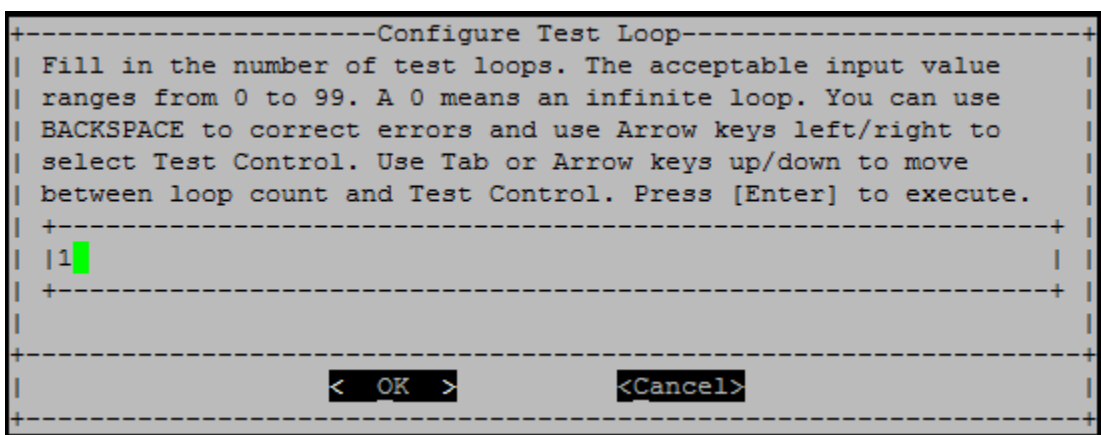 Configure Test Loop
Fill in the number of test loops. The acceptable input value
ranges from 0 to 99. A 0 means an infinite loop. You can use
BACKSPACE to correct errors and use Arrow keys left/right to
select Test Control. Use Tab or Arrow keys up/down to move
between loop count and Test Control. Press [Enter] to execute.
1
< OK > <Cancel>